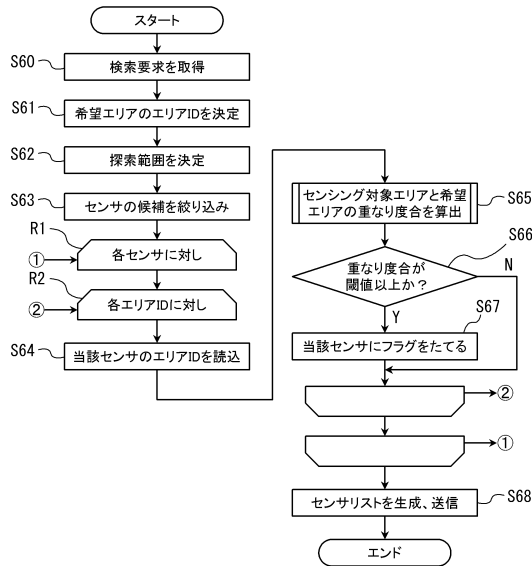 スタート
S60
検索要求を取得
S61
希望エリアのエリアIDを決定
S62
探索範囲を決定
S63
センサの候補を絞り込み
R1
①
各センサに対し
R2
②
各エリアIDに対し
S64
当該センサのエリアIDを読込
センシング対象エリアと希望
エリアの重なり度合を算出
S65
S66
重なり度合が
閾値以上か？
N
Y
S67
当該センサにフラグをたてる
②
①
センサリストを生成、送信
S68
エンド